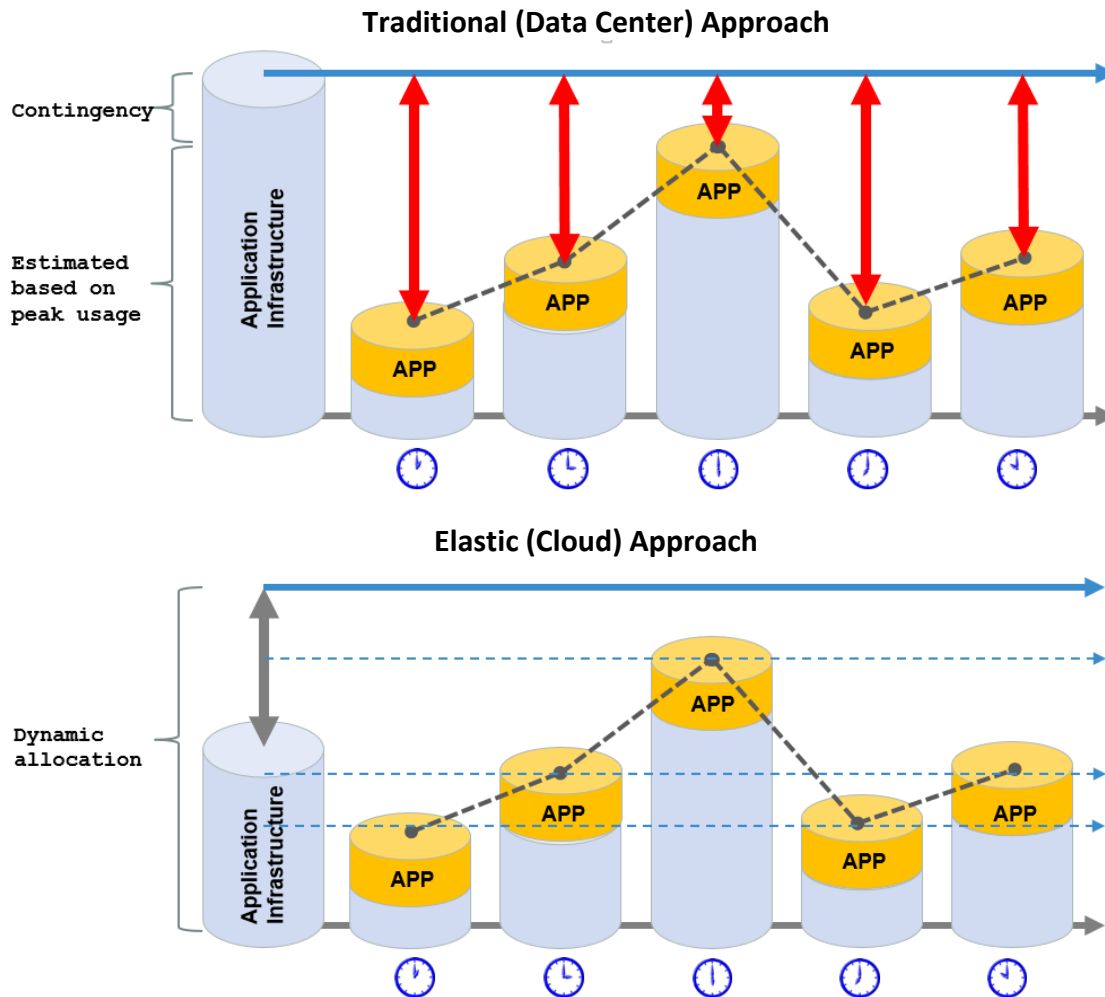 Traditional (Data Center) Approach
Contingency
Estimated
based on
peak usage
Application
Infrastructure
APP
APP
APP
APP
APP
Elastic (Cloud) Approach
Dynamic
allocation
Application
Infrastructure
APP
APP
APP
APP
APP